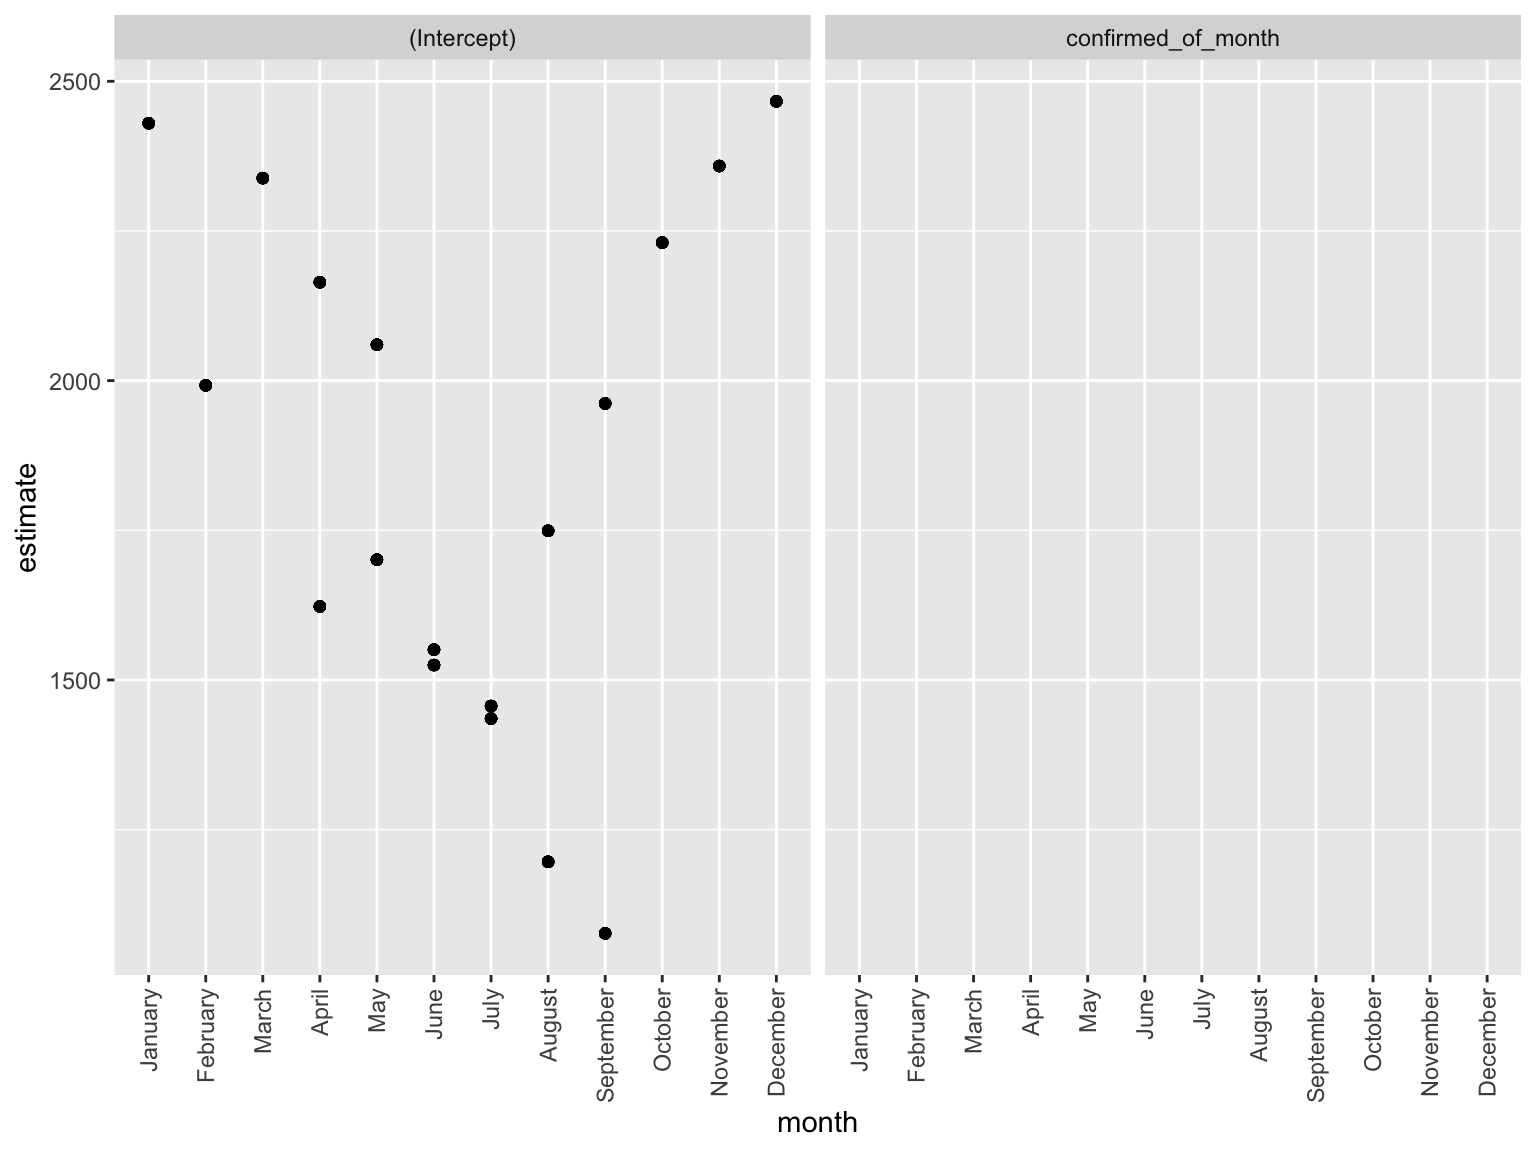 (Intercept)
confirmed_of_month
2500
2000
1500
estimate
January
February
March
April
May
June
July
August
September
October
November
December
January
February
March
April
May
June
July
August
September
October
November
December
month